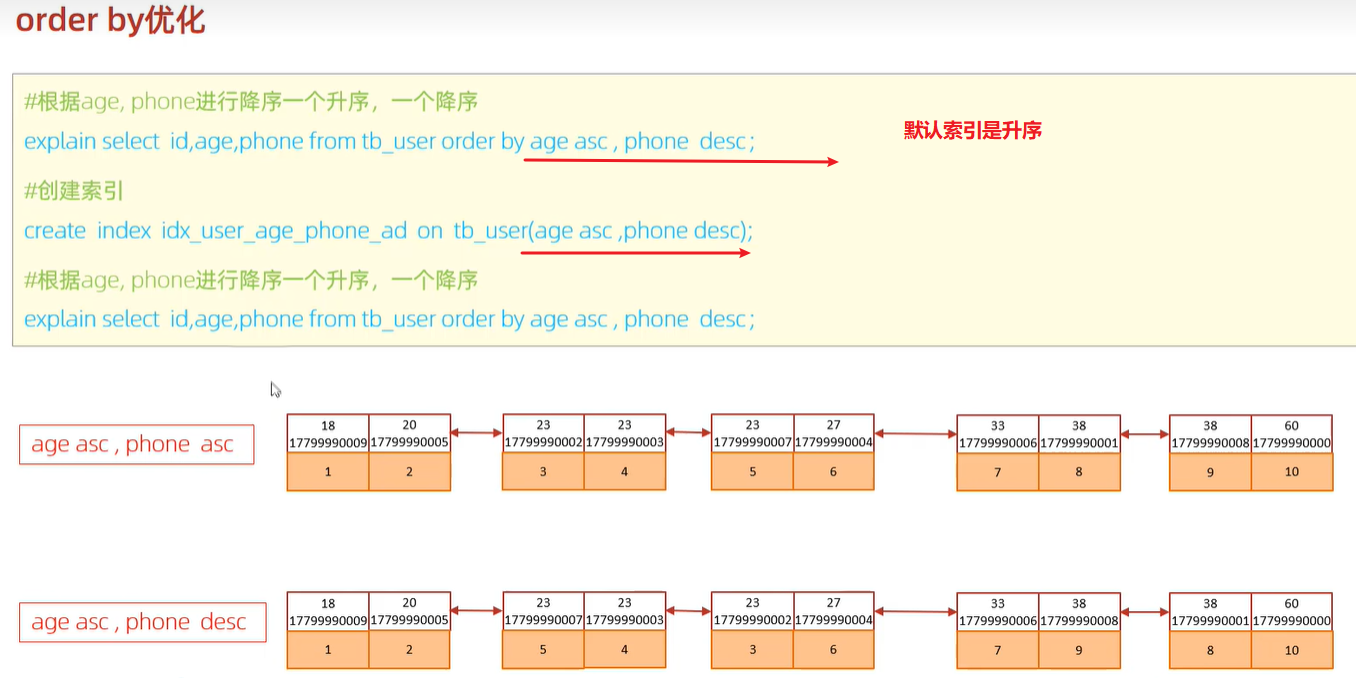 order by优化
#根据age, phone进行降序一个升序，一个降序
explain select id,age,phone from tb_user order by age asc , phone desc ;
默认索引是升序
#创建索引
create index idx_user_age_phone_ad on tb_user(age asc ,phone desc);
#根据age, phone进行降序一个升序，一个降序
explain select id,age,phone from tb_user order by age asc , phone desc ;
age asc , phone asc
18 20 23 23 23 27 33 38 38 60
17799990009 17799990005 17799990002 17799990003 17799990007 17799990004 17799990006 17799990001 17799990008 17799990000
1 2 3 4 5 6 7 8 9 10
age asc , phone desc
18 20 23 23 23 27 33 38 38 60
17799990009 17799990005 17799990007 17799990003 17799990002 17799990004 17799990006 17799990008 17799990001 17799990000
1 2 5 4 3 6 7 9 8 10